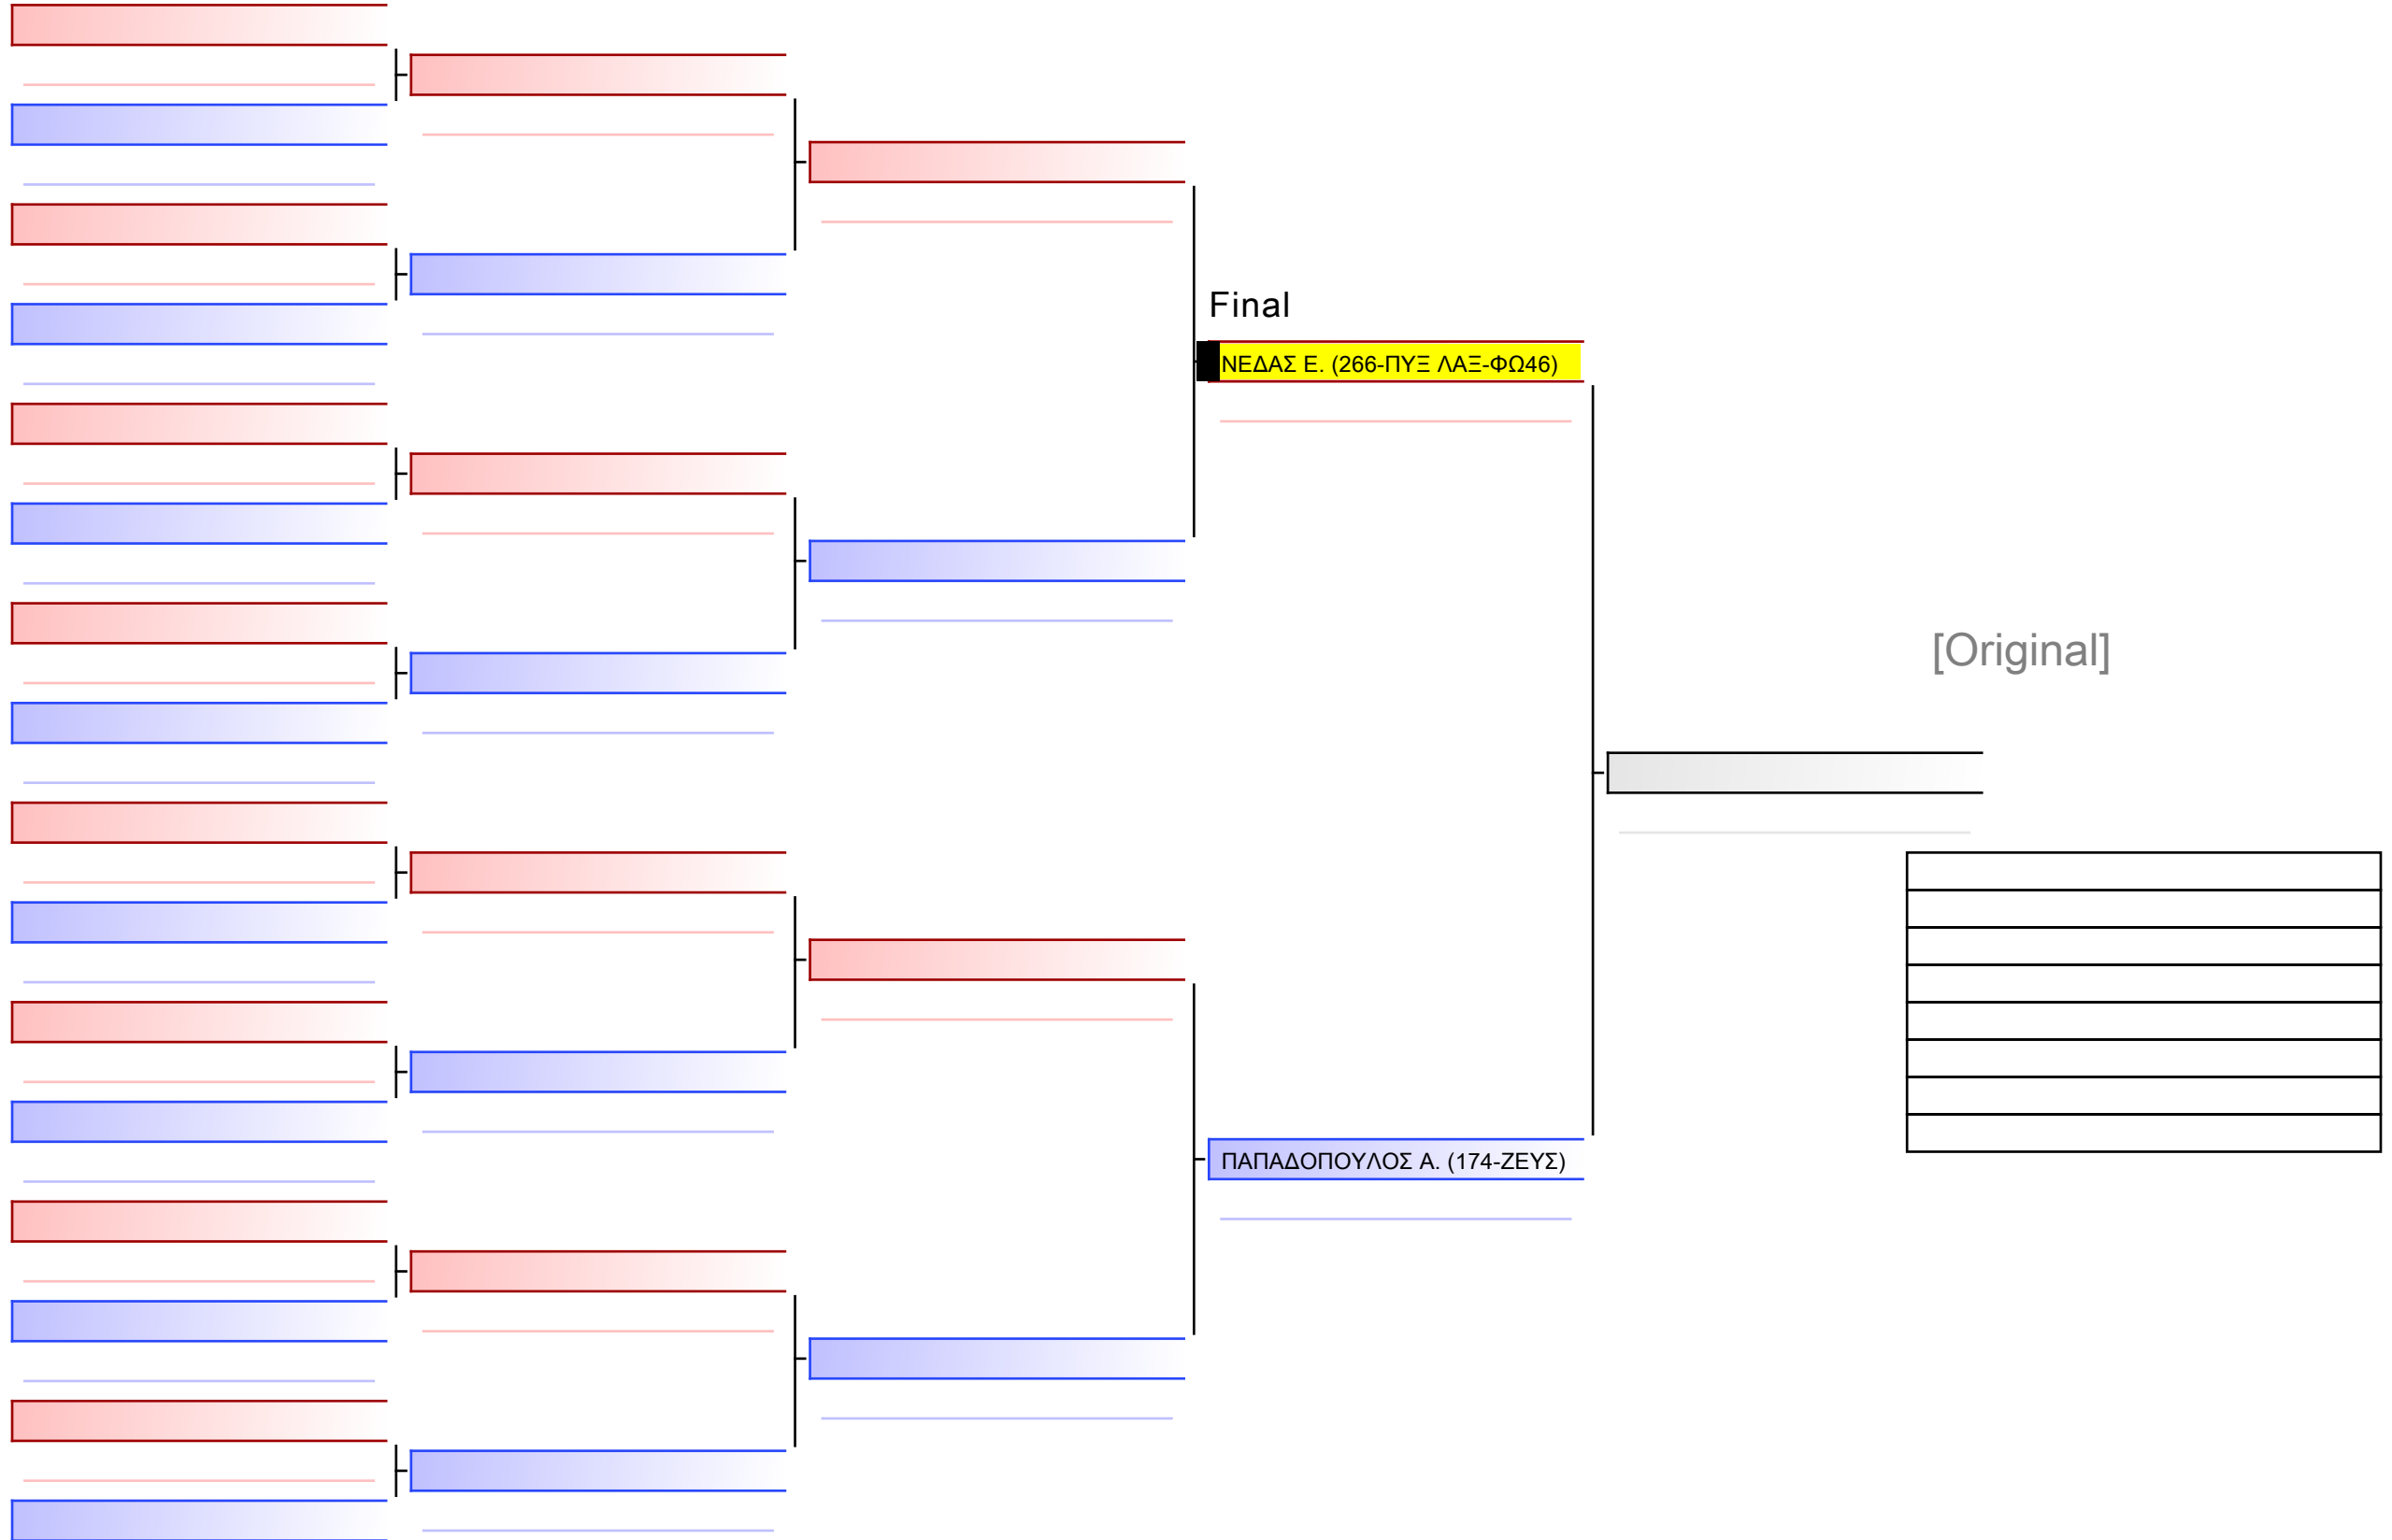 Final
ΝΕΔΑΣ Ε. (266-ΠΥΞ ΛΑΞ-ΦΩ46)
[Original]
ΠΑΠΑΔΟΠΟΥΛΟΣ Α. (174-ΖΕΥΣ)